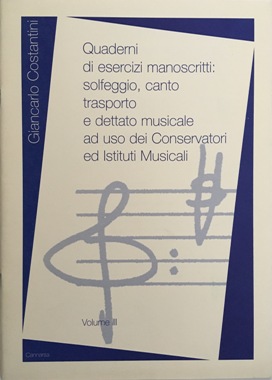 Giancarlo Costantini
Quaderni
di esercizi manoscritti:
solfeggio, canto
trasporto
e dettato musicale
ad uso dei Conservatori
ed Istituti Musicali
Volume III
Carrara